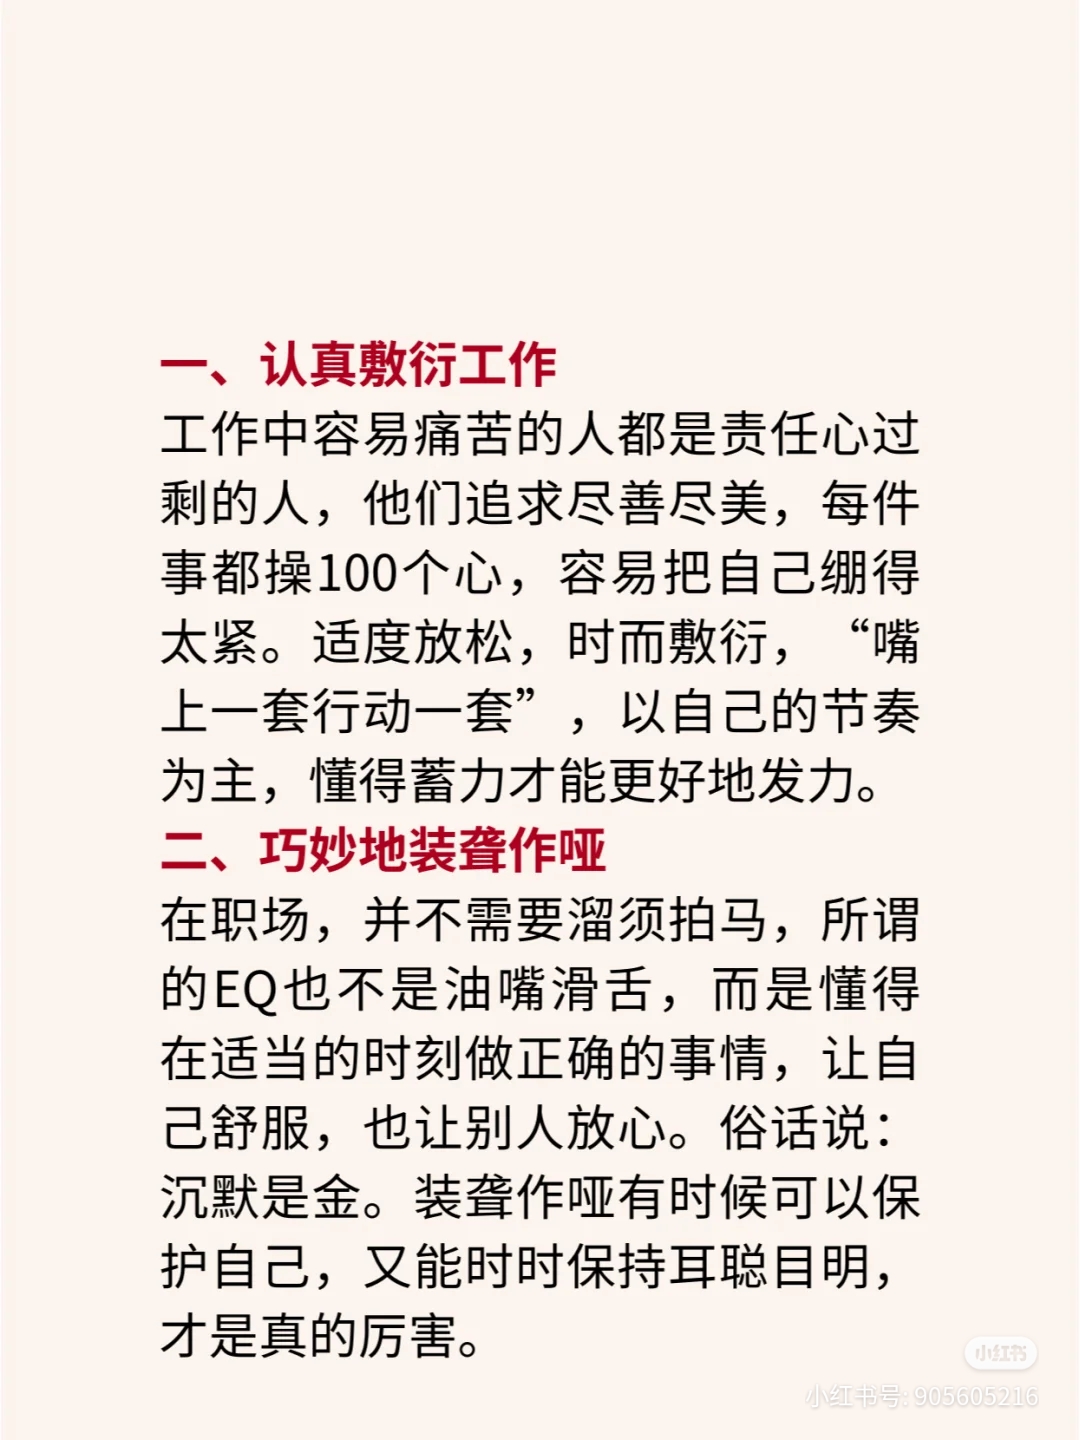 一、认真敷衍工作
工作中容易痛苦的人都是责任心过
剩的人，他们追求尽善尽美，每件
事都操100个心，容易把自己绷得
太紧。适度放松，时而敷衍，“嘴
上一套行动一套”，以自己的节奏
为主，懂得蓄力才能更好地发力。
二、巧妙地装聋作哑
在职场，并不需要溜须拍马，所谓
的EQ也不是油嘴滑舌，而是懂得
在适当的时刻做正确的事情，让自
己舒服，也让别人放心。俗话说：
沉默是金。装聋作哑有时候可以保
护自己，又能时时保持耳聪目明，
才是真的厉害。
小红书
小红书号: 905605216